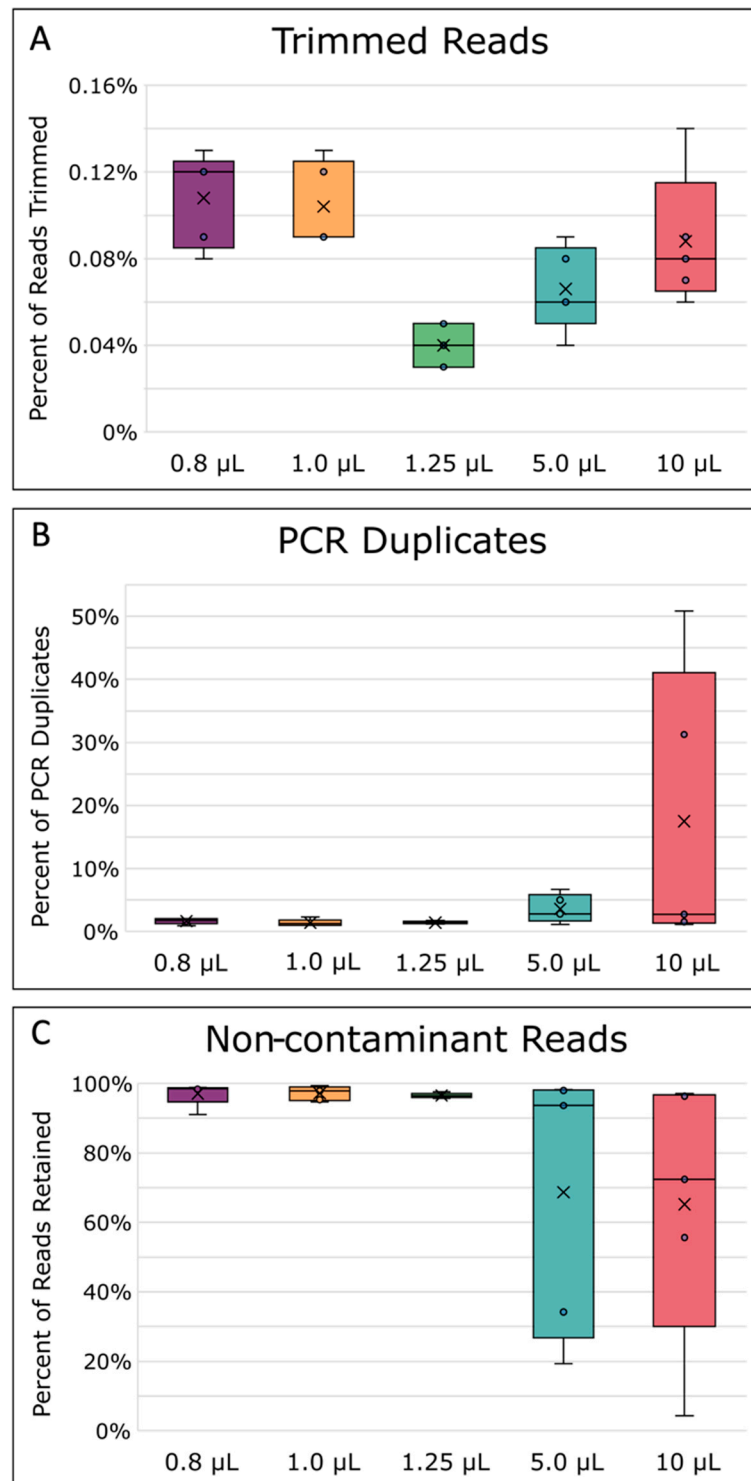 A
Trimmed Reads
Percent of Reads Trimmed
0.16%
0.12%
0.08%
0.04%
0%
0.8 µL 1.0 µL 1.25 µL 5.0 µL 10 µL
B
PCR Duplicates
Percent of PCR Duplicates
50%
40%
30%
20%
10%
0%
0.8 µL 1.0 µL 1.25 µL 5.0 µL 10 µL
C
Non-contaminant Reads
Percent of Reads Retained
100%
80%
60%
40%
20%
0%
0.8 µL 1.0 µL 1.25 µL 5.0 µL 10 µL